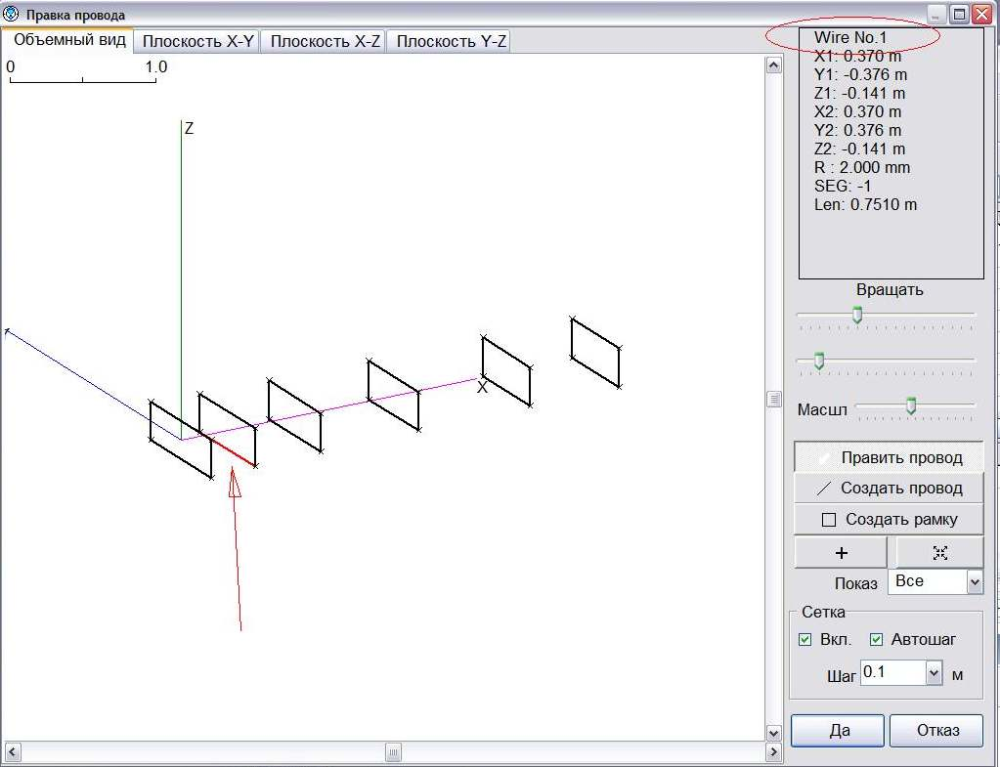 Правка провода
Объемный вид
Плоскость X-Y
Плоскость X-Z
Плоскость Y-Z
0
1.0
Z
X
Wire No.1
X1: 0.370 m
Y1: -0.376 m
Z1: -0.141 m
X2: 0.370 m
Y2: 0.376 m
Z2: -0.141 m
R : 2.000 mm
SEG: -1
Len: 0.7510 m
Вращать
Масшл
Править провод
Создать провод
Создать рамку
+
Показ Все
Сетка
Вкл. Автошаг
Шаг 0.1 м
Да
Отказ